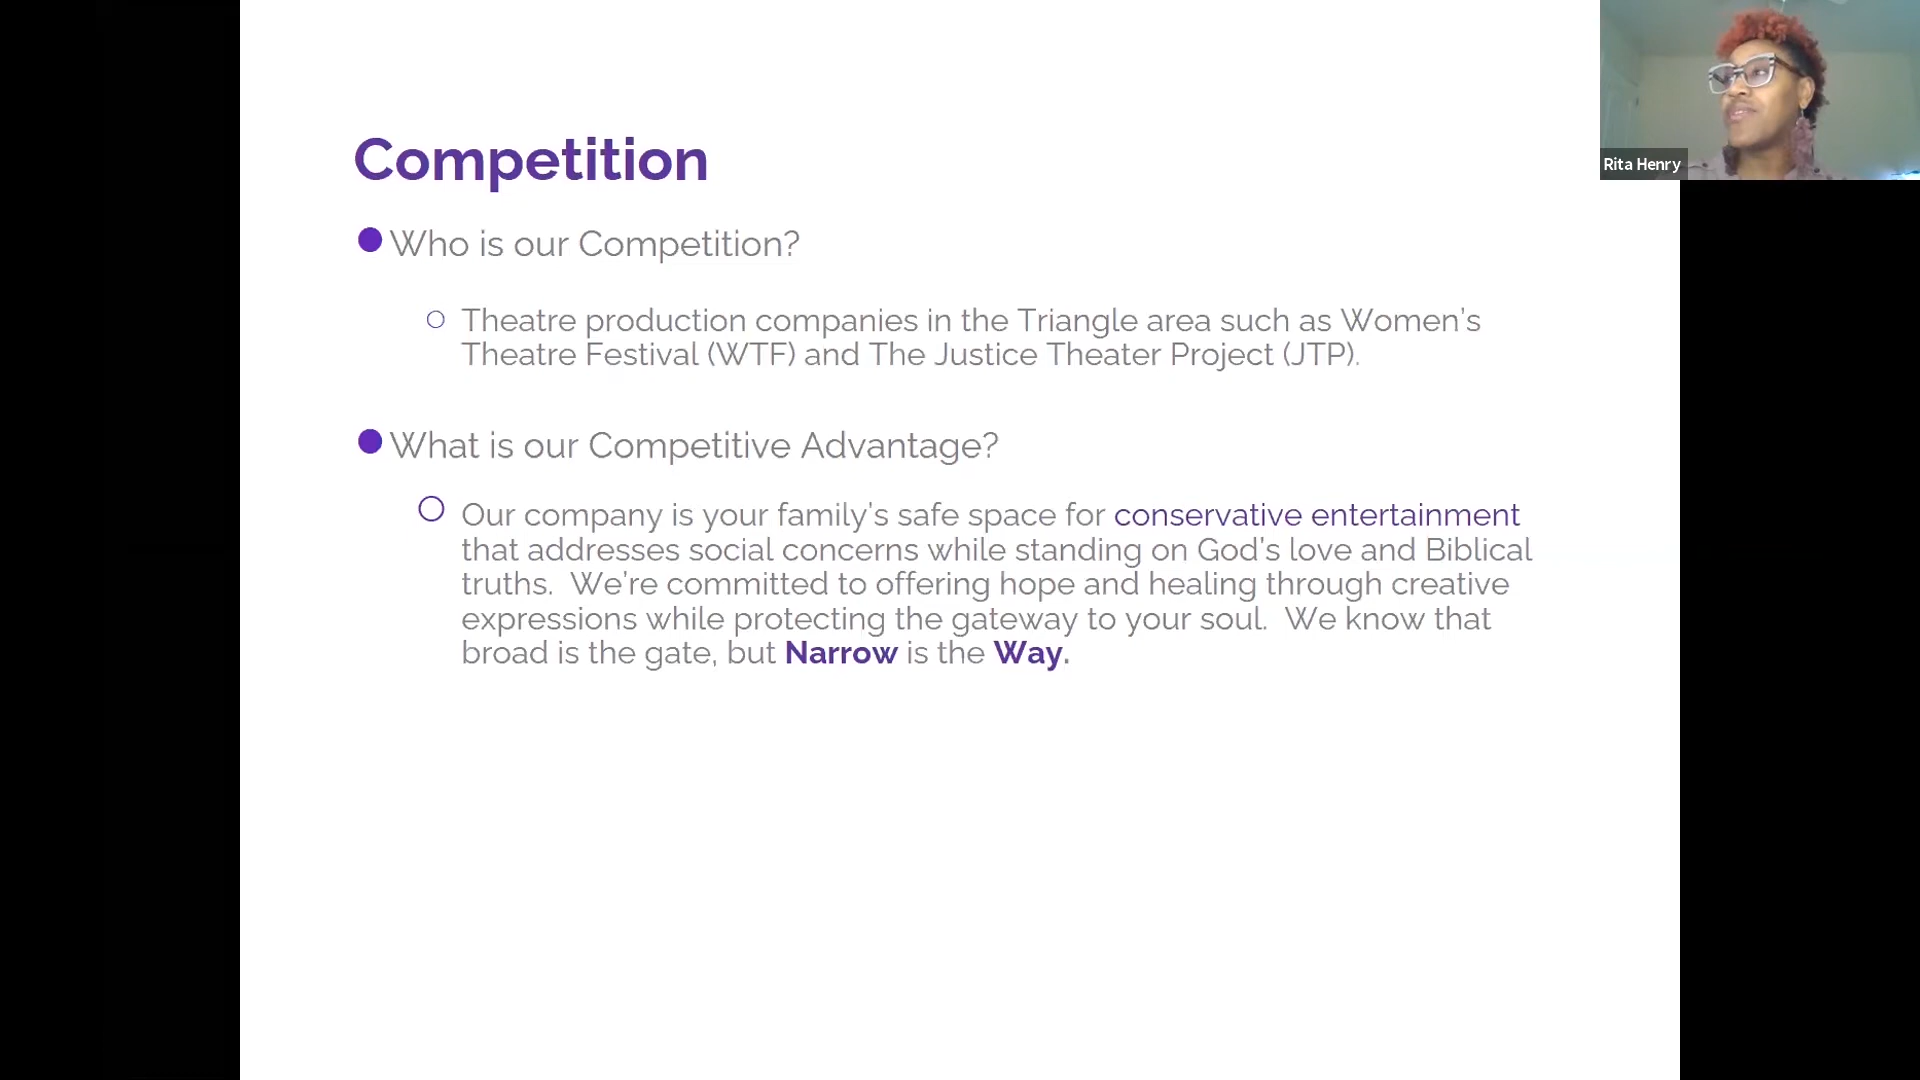 Competition
Who is our Competition?
Theatre production companies in the Triangle area such as Women’s
Theatre Festival (WTF) and The Justice Theater Project (JTP).
What is our Competitive Advantage?
Our company is your family’s safe space for conservative entertainment
that addresses social concerns while standing on God’s love and Biblical
truths.  We’re committed to offering hope and healing through creative
expressions while protecting the gateway to your soul.  We know that
broad is the gate, but Narrow is the Way.
Rita Henry